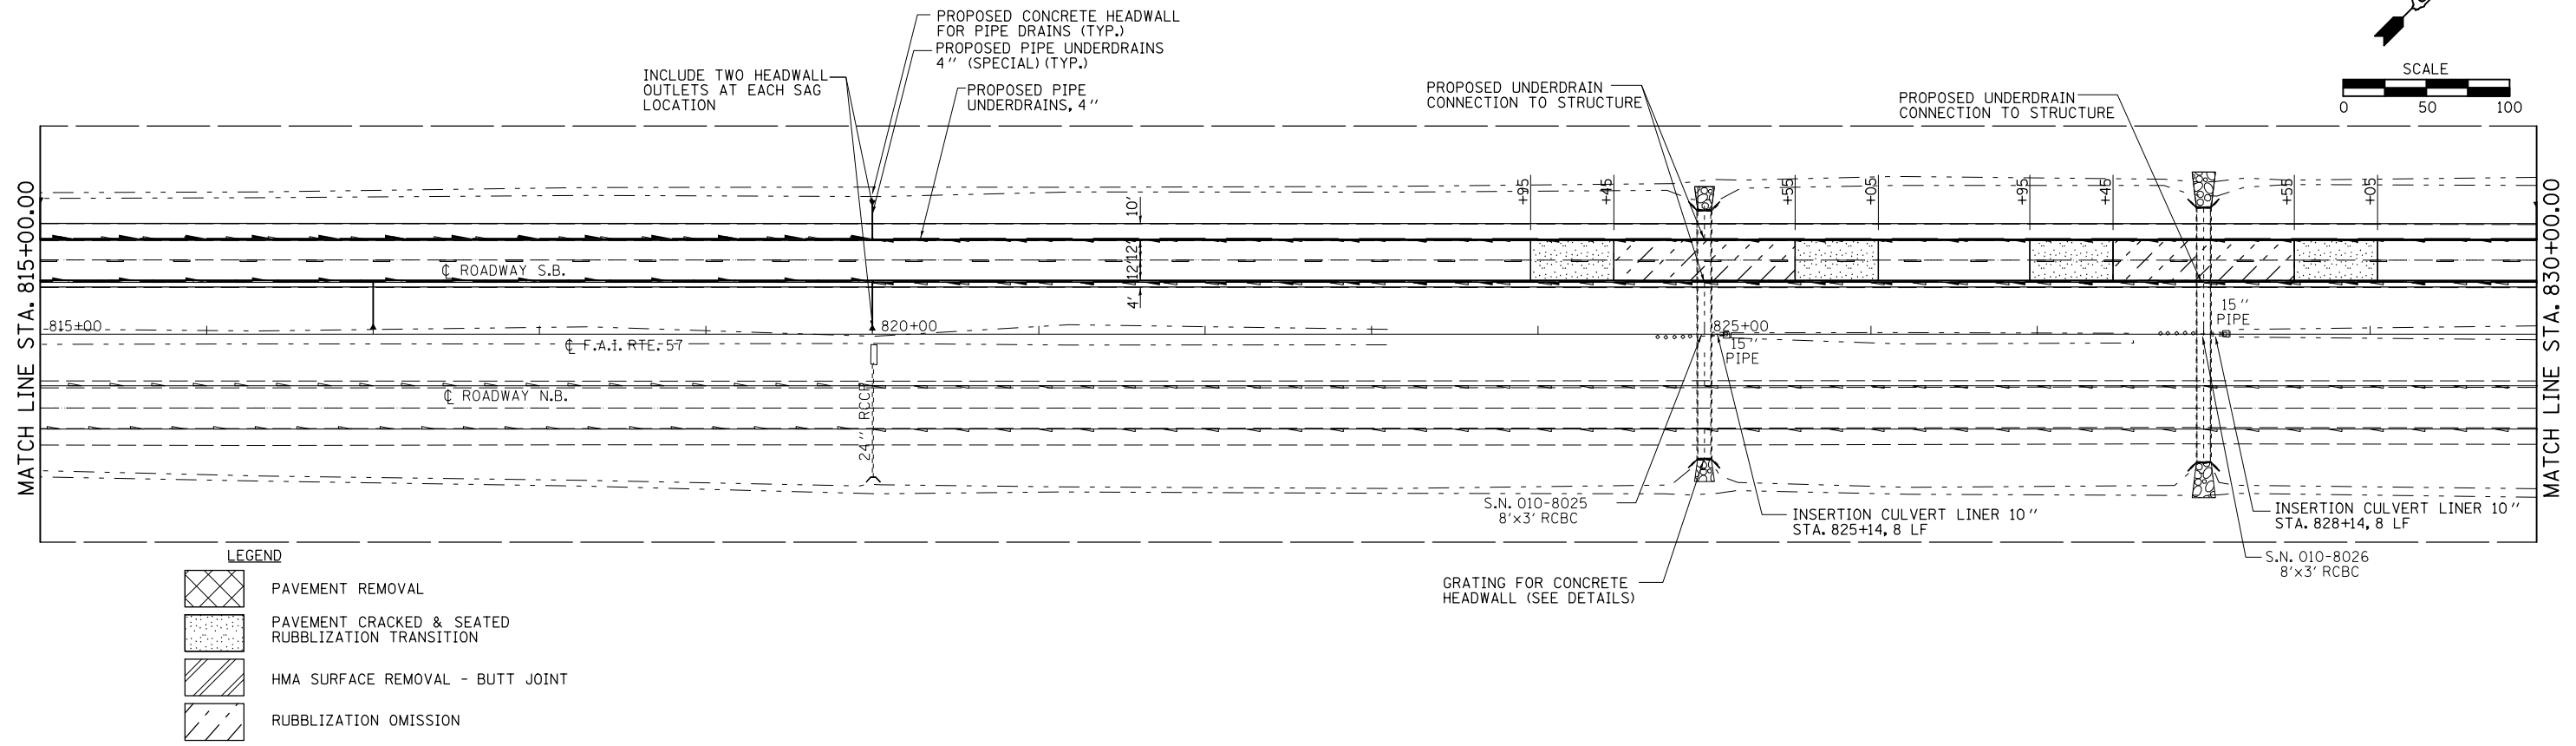 PROPOSED CONCRETE HEADWALL
FOR PIPE DRAINS (TYP.)
PROPOSED PIPE UNDERDRAINS
4" (SPECIAL)(TYP.)
INCLUDE TWO HEADWALL
OUTLETS AT EACH SAG
LOCATION
PROPOSED PIPE
UNDERDRAINS, 4"
PROPOSED UNDERDRAIN
CONNECTION TO STRUCTURE
PROPOSED UNDERDRAIN
CONNECTION TO STRUCTURE
SCALE
0 50 100
MATCH LINE STA. 815+00.00
10'
12'
12'
4'
+95
+45
+55
+05
+95
+45
+55
+05
℄ ROADWAY S.B.
815+00
820+00
825+00
15"
PIPE
15"
PIPE
℄ F.A.I. RTE. 57
℄ ROADWAY N.B.
24" RCCP
MATCH LINE STA. 830+00.00
S.N. 010-8025
8'x3' RCBC
INSERTION CULVERT LINER 10"
STA. 825+14, 8 LF
INSERTION CULVERT LINER 10"
STA. 828+14, 8 LF
S.N. 010-8026
8'x3' RCBC
GRATING FOR CONCRETE
HEADWALL (SEE DETAILS)
LEGEND
PAVEMENT REMOVAL
PAVEMENT CRACKED & SEATED
RUBBLIZATION TRANSITION
HMA SURFACE REMOVAL - BUTT JOINT
RUBBLIZATION OMISSION